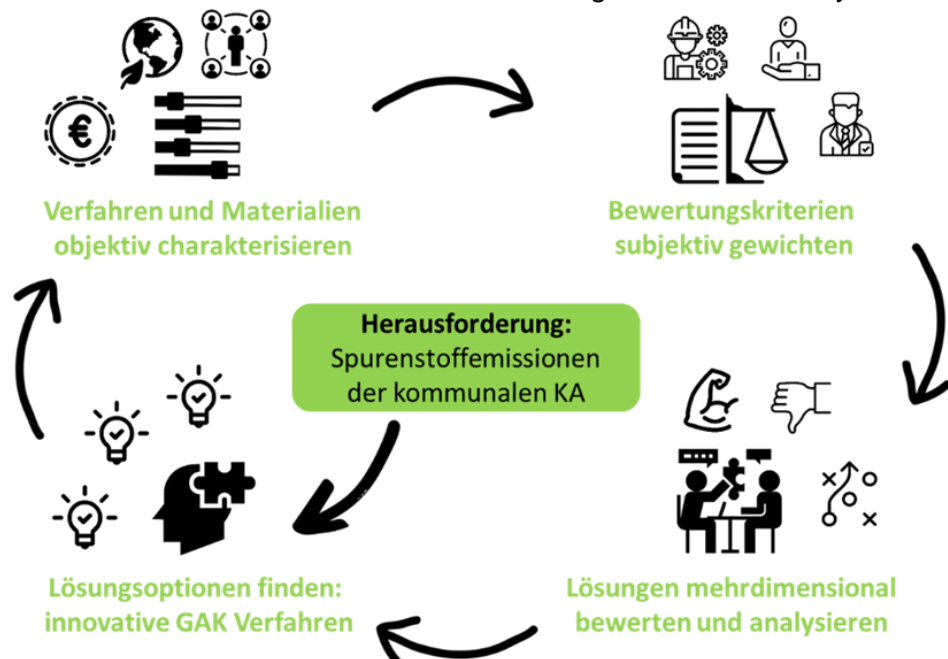 €
Verfahren und Materialien
objektiv charakterisieren
Bewertungskriterien
subjektiv gewichten
Herausforderung:
Spurenstoffemissionen
der kommunalen KA
Lösungsoptionen finden:
innovative GAK Verfahren
Lösungen mehrdimensional
bewerten und analysieren